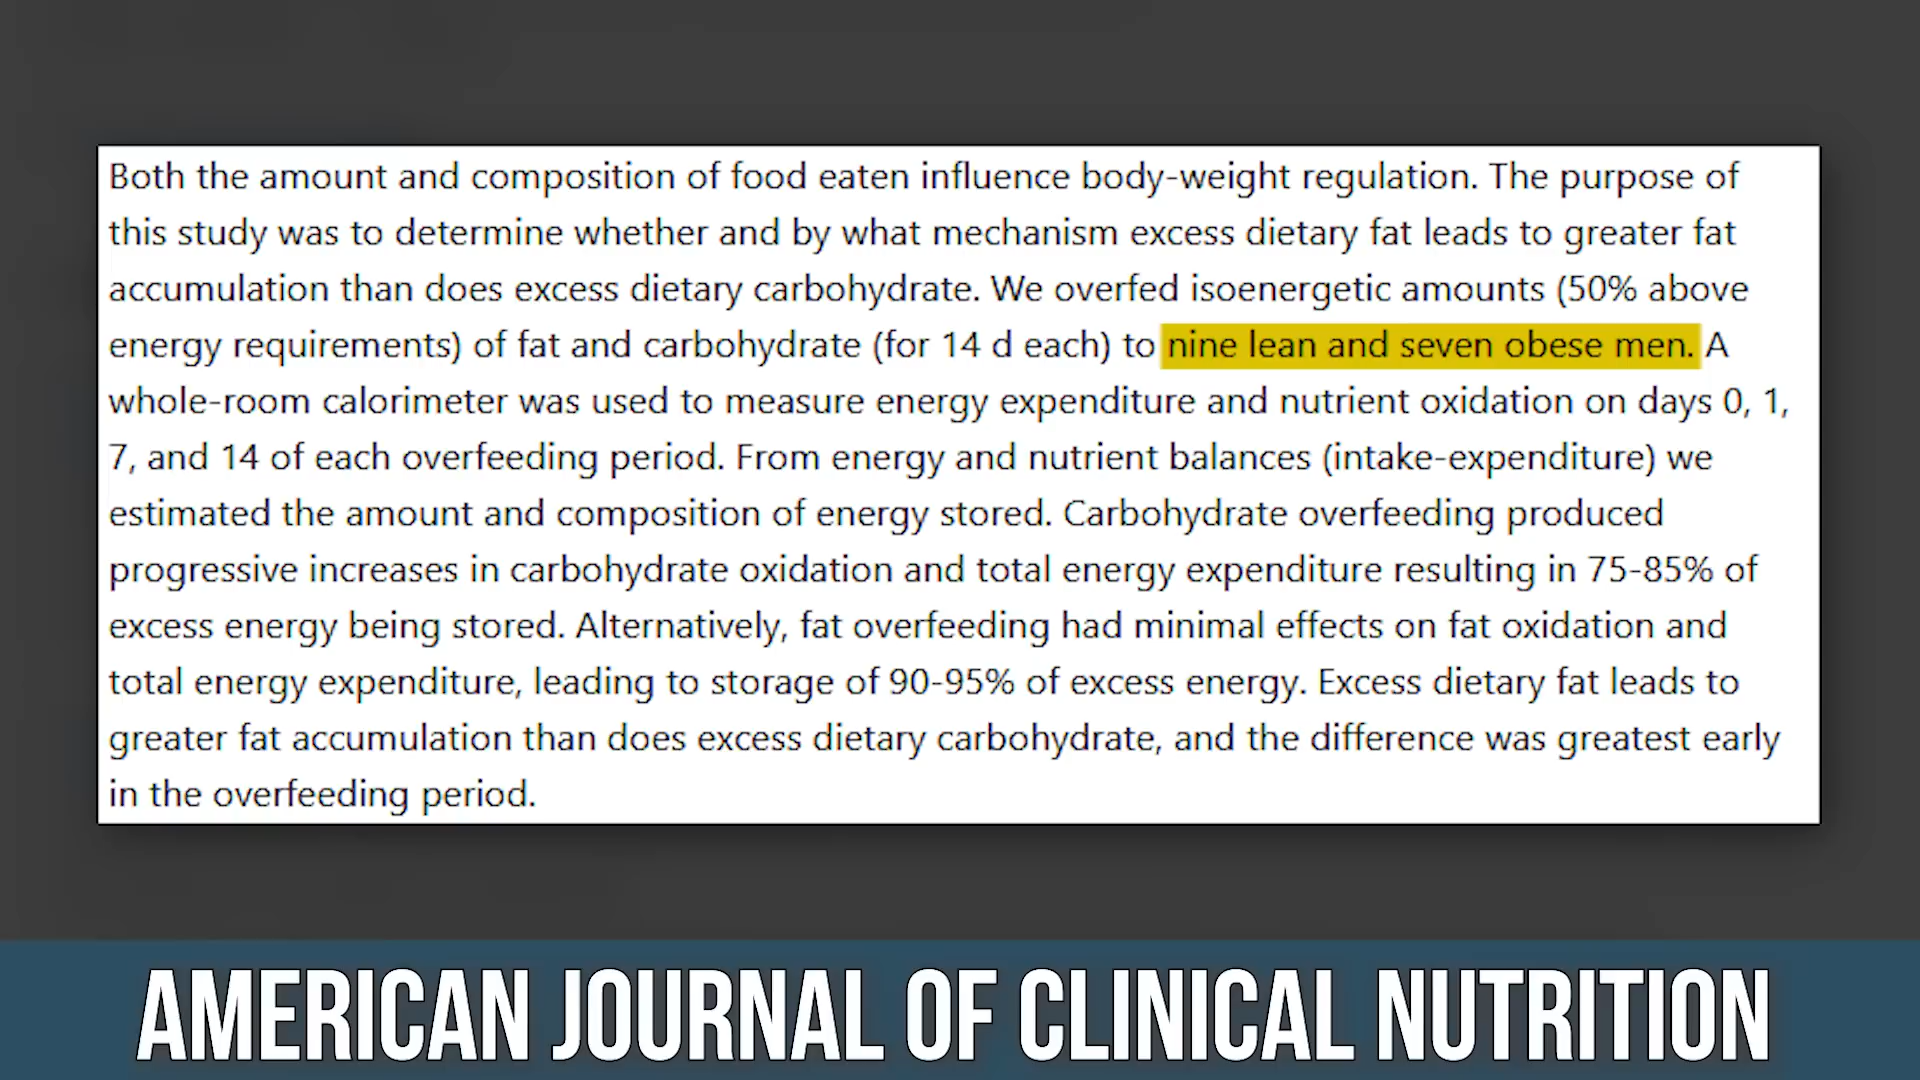 Both the amount and composition of food eaten influence body-weight regulation. The purpose of
this study was to determine whether and by what mechanism excess dietary fat leads to greater fat
accumulation than does excess dietary carbohydrate. We overfed isoenergetic amounts (50% above
energy requirements) of fat and carbohydrate (for 14 d each) to nine lean and seven obese men. A
whole-room calorimeter was used to measure energy expenditure and nutrient oxidation on days 0, 1,
7, and 14 of each overfeeding period. From energy and nutrient balances (intake-expenditure) we
estimated the amount and composition of energy stored. Carbohydrate overfeeding produced
progressive increases in carbohydrate oxidation and total energy expenditure resulting in 75-85% of
excess energy being stored. Alternatively, fat overfeeding had minimal effects on fat oxidation and
total energy expenditure, leading to storage of 90-95% of excess energy. Excess dietary fat leads to
greater fat accumulation than does excess dietary carbohydrate, and the difference was greatest early
in the overfeeding period.
AMERICAN JOURNAL OF CLINICAL NUTRITION